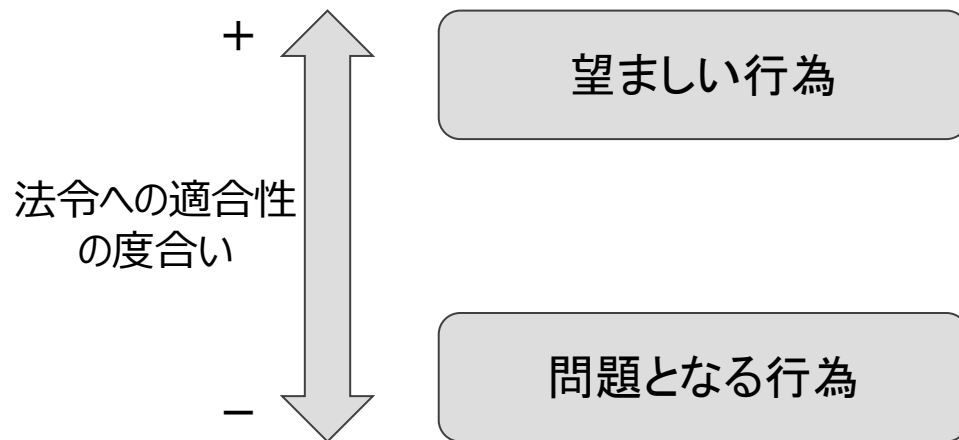 ＋
望ましい行為
法令への適合性
の度合い
問題となる行為
－